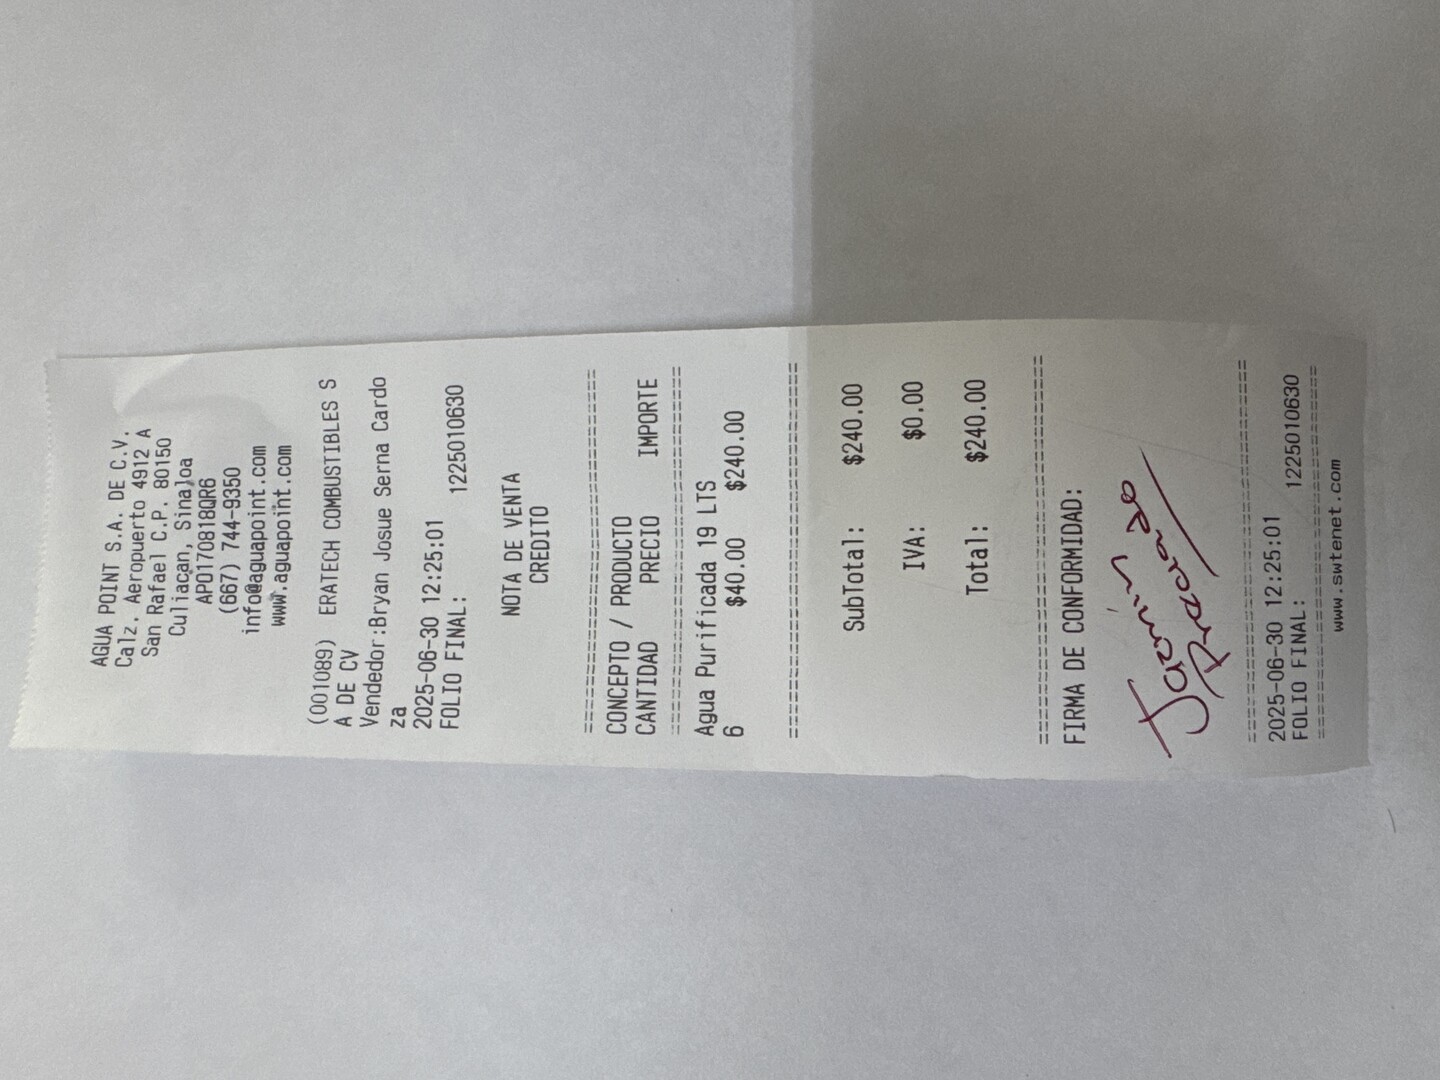 AGUA POINT S.A. DE C.V.
Calz. Aeropuerto 4912 A
San Rafael C.P. 80150
Culiacan, Sinaloa
APO170818QR6
(667) 744-9350
info@aguapoint.com
www.aguapoint.com
(001089) ERATECH COMBUSTIBLES S
A DE CV
Vendedor:Bryan Josue Serna Cardo
za
2025-06-30 12:25:01
FOLIO FINAL: 1225010630
NOTA DE VENTA
CREDITO
================================
CONCEPTO / PRODUCTO
CANTIDAD PRECIO IMPORTE
================================
Agua Purificada 19 LTS
6 $40.00 $240.00
================================
SubTotal: $240.00
IVA: $0.00
Total: $240.00
================================
FIRMA DE CONFORMIDAD:
================================
2025-06-30 12:25:01
FOLIO FINAL: 1225010630
================================
www.swtenet.com